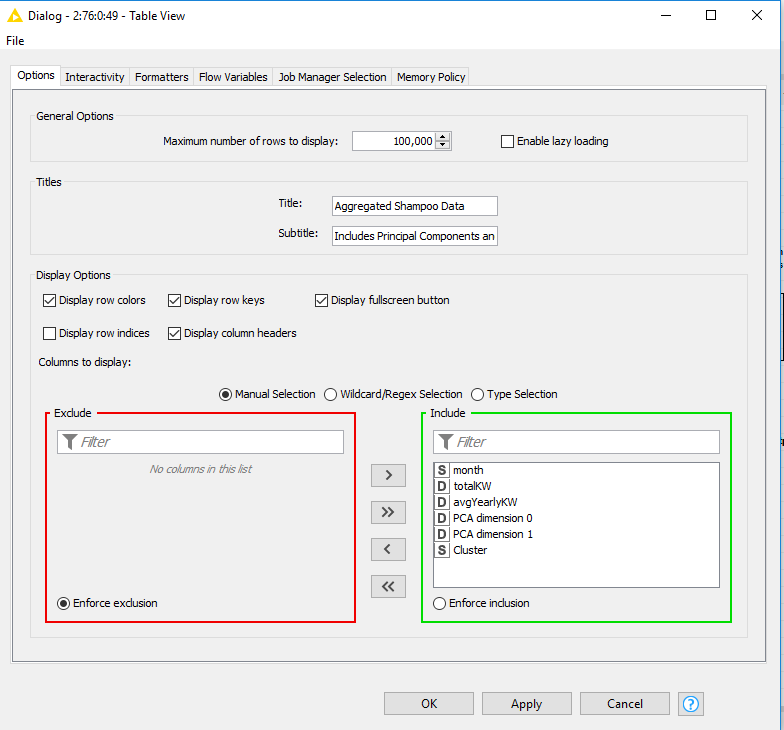 Dialog - 2:76:0:49 - Table View
File
Options Interactivity Formatters Flow Variables Job Manager Selection Memory Policy
General Options
Maximum number of rows to display: 100,000 Enable lazy loading
Titles
Title: Aggregated Shampoo Data
Subtitle: Includes Principal Components an
Display Options
Display row colors Display row keys Display fullscreen button
Display row indices Display column headers
Columns to display:
Manual Selection Wildcard/Regex Selection Type Selection
Exclude
Filter
No columns in this list
Enforce exclusion
>
>>
<
<<
Include
Filter
S month
D totalKW
D avgYearlyKW
D PCA dimension 0
D PCA dimension 1
S Cluster
Enforce inclusion
OK Apply Cancel ?